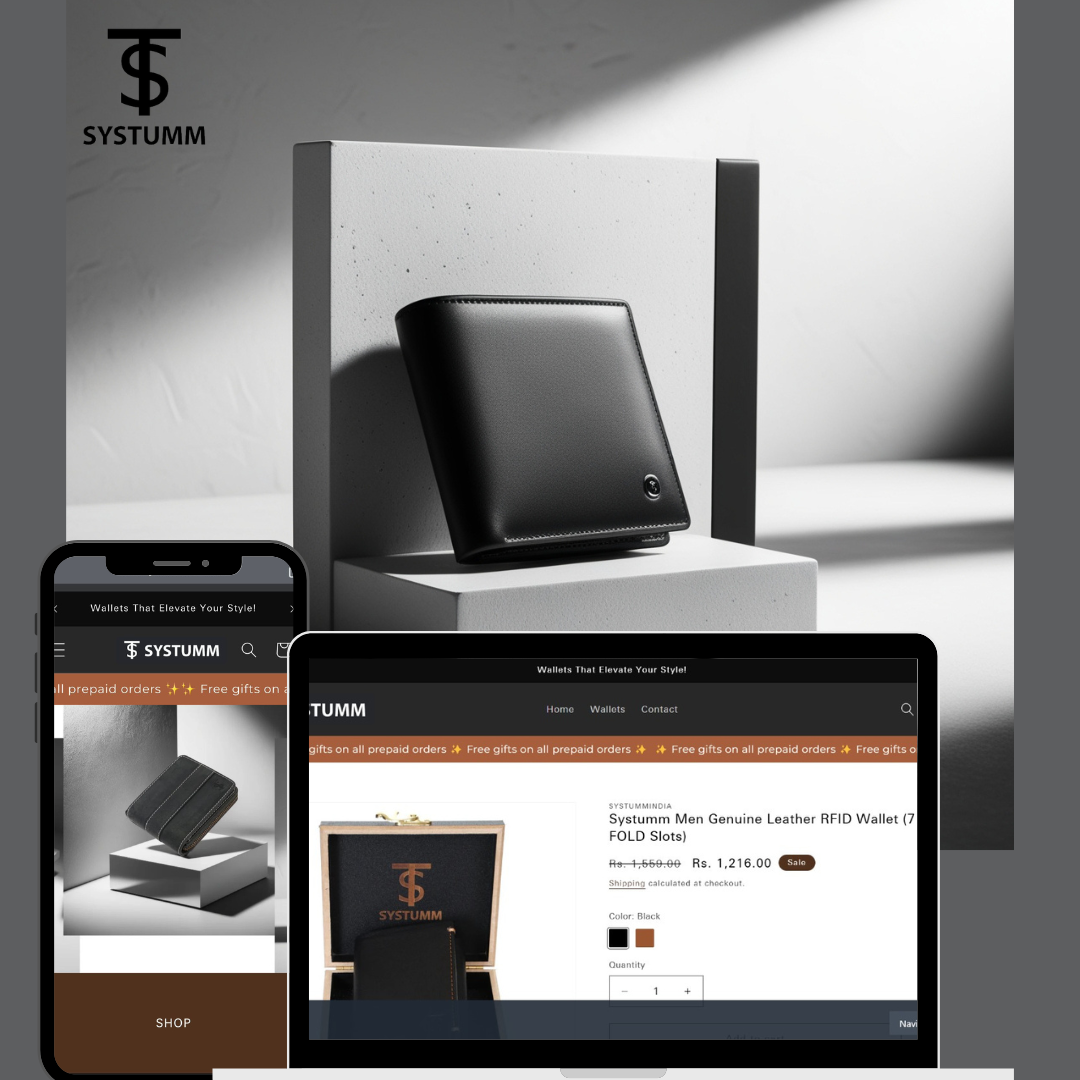 SYSTUMM
Wallets That Elevate Your Style!
SYSTUMM
all prepaid orders ✨✨ Free gifts on a
SHOP
Wallets That Elevate Your Style!
STUMM
Home Wallets Contact
gifts on all prepaid orders ✨ Free gifts on all prepaid orders ✨ ✨ Free gifts on all prepaid orders ✨ Free gifts o
SYSTUMM
SYSTUMMINDIA
Systumm Men Genuine Leather RFID Wallet (7
FOLD Slots)
Rs. 1,559.00 Rs. 1,216.00 Sale
Shipping calculated at checkout.
Color: Black
Quantity
− 1 +
Navi